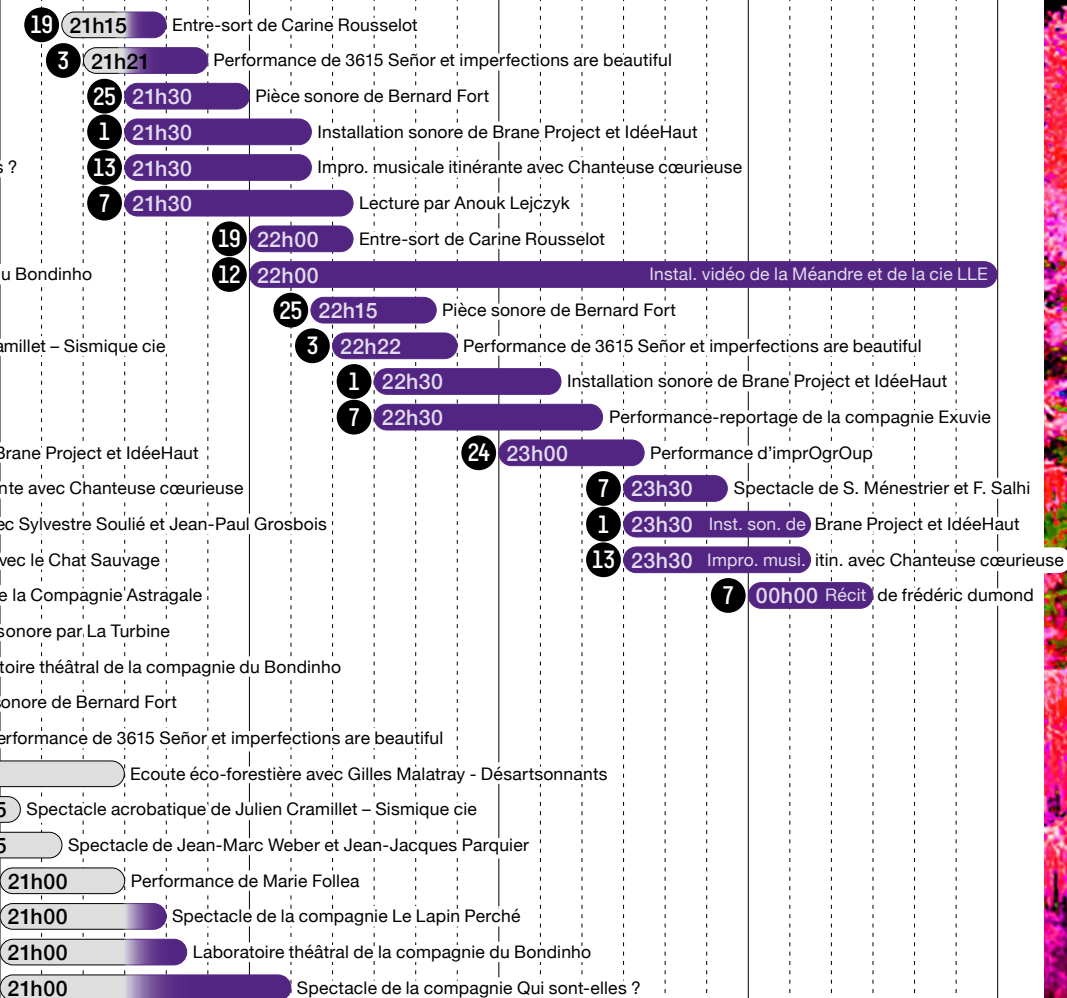 19 21h15 Entre-sort de Carine Rousselot
3 21h21 Performance de 3615 Señor et imperfections are beautiful
25 21h30 Pièce sonore de Bernard Fort
1 21h30 Installation sonore de Brane Project et IdéeHaut
s ? 13 21h30 Impro. musicale itinérante avec Chanteuse cœurieuse
7 21h30 Lecture par Anouk Lejczyk
19 22h00 Entre-sort de Carine Rousselot
u Bondinho 12 22h00 Instal. vidéo de la Méandre et de la cie LLE
25 22h15 Pièce sonore de Bernard Fort
amillet – Sismique cie 3 22h22 Performance de 3615 Señor et imperfections are beautiful
1 22h30 Installation sonore de Brane Project et IdéeHaut
7 22h30 Performance-reportage de la compagnie Exuvie
Brane Project et IdéeHaut 24 23h00 Performance d’imprOgrOup
nte avec Chanteuse cœurieuse 7 23h30 Spectacle de S. Ménestrier et F. Salhi
ec Sylvestre Soulié et Jean-Paul Grosbois 1 23h30 Inst. son. de Brane Project et IdéeHaut
vec le Chat Sauvage 13 23h30 Impro. musi. itin. avec Chanteuse cœurieuse
e la Compagnie Astragale 7 00h00 Récit de frédéric dumond
sonore par La Turbine
toire théâtral de la compagnie du Bondinho
sonore de Bernard Fort
erformance de 3615 Señor et imperfections are beautiful
Ecoute éco-forestière avec Gilles Malatray - Désartsonnants
5 Spectacle acrobatique de Julien Cramillet – Sismique cie
5 Spectacle de Jean-Marc Weber et Jean-Jacques Parquier
21h00 Performance de Marie Follea
21h00 Spectacle de la compagnie Le Lapin Perché
21h00 Laboratoire théâtral de la compagnie du Bondinho
21h00 Spectacle de la compagnie Qui sont-elles ?